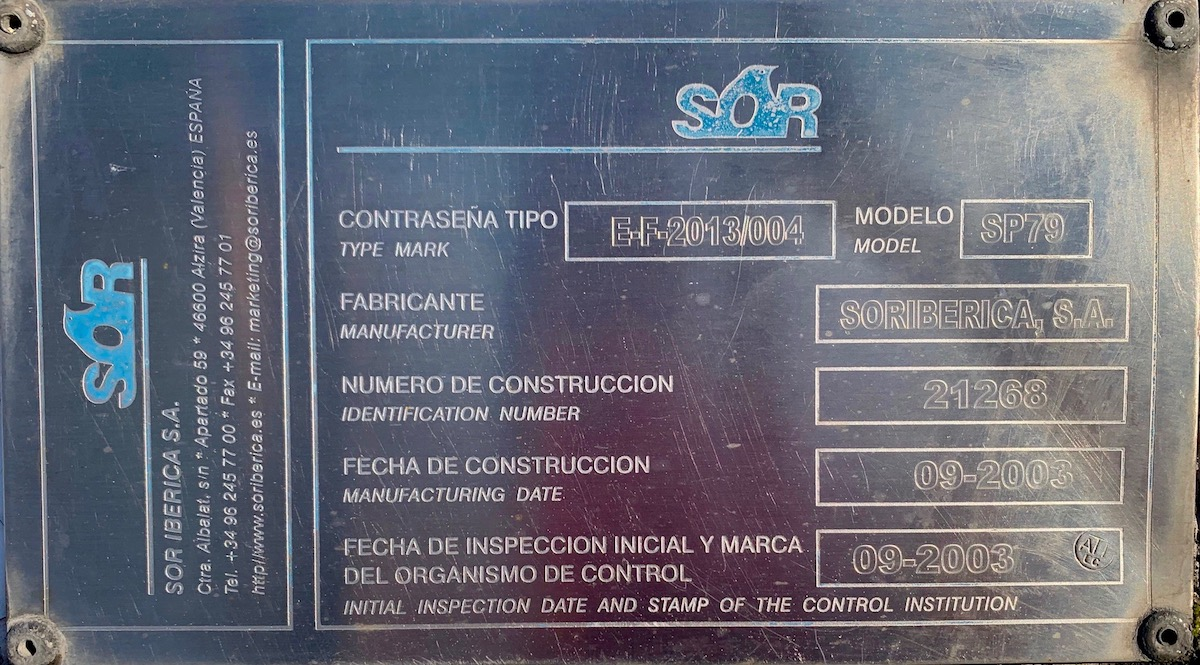 SOR
SOR IBERICA S.A.
Ctra. Albalat, s/n * Apartado 59 * 46600 Alzira (Valencia) ESPAÑA
Tel. +34 96 245 77 00 * Fax +34 96 245 77 01
http//www.soriberica.es * E-mail: marketing@soriberica.es
SOR
CONTRASEÑA TIPO E-F-2013/004 MODELO SP79
TYPE MARK MODEL
FABRICANTE SORIBERICA, S.A.
MANUFACTURER
NUMERO DE CONSTRUCCION 21268
IDENTIFICATION NUMBER
FECHA DE CONSTRUCCION 09-2003
MANUFACTURING DATE
FECHA DE INSPECCION INICIAL Y MARCA 09-2003
DEL ORGANISMO DE CONTROL
INITIAL INSPECTION DATE AND STAMP OF THE CONTROL INSTITUTION